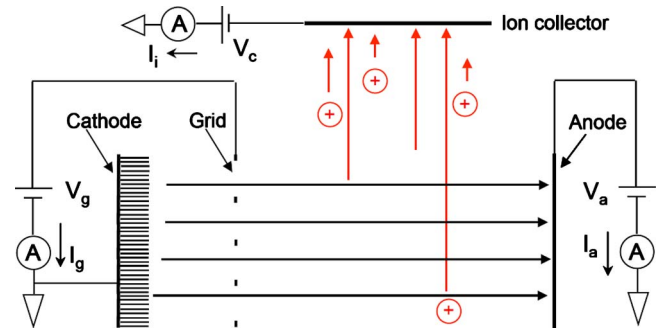 A
Ion collector
I_i
V_c
Cathode
Grid
Anode
V_g
V_a
A
I_g
I_a
A
+
+
+
+